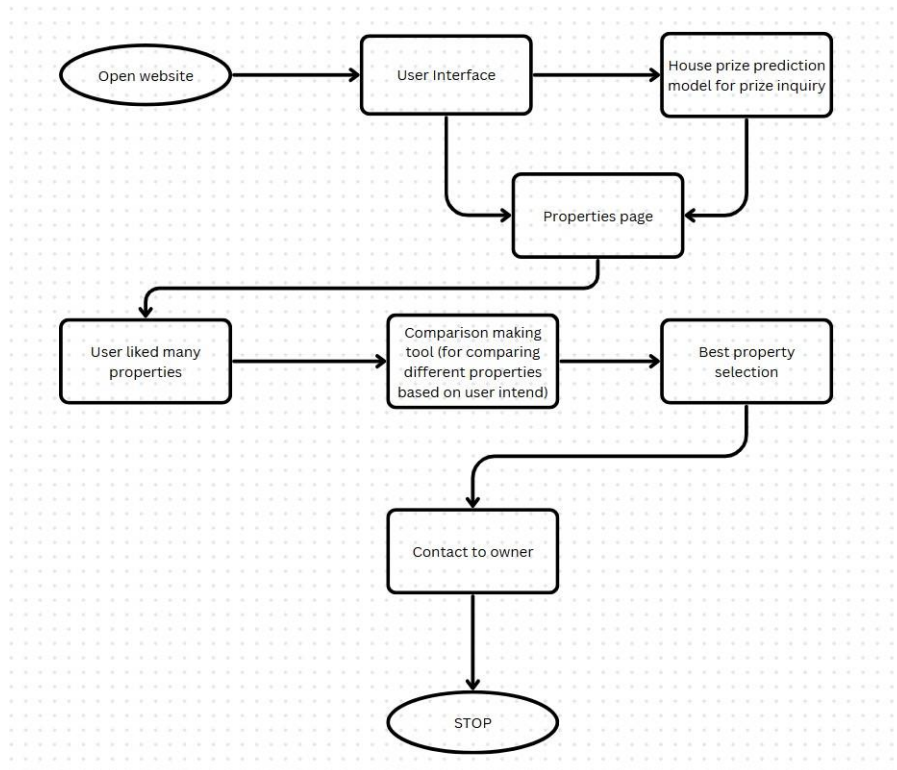 Open website
User Interface
House prize prediction
model for prize inquiry
Properties page
User liked many
properties
Comparison making
tool (for comparing
different properties
based on user intend)
Best property
selection
Contact to owner
STOP